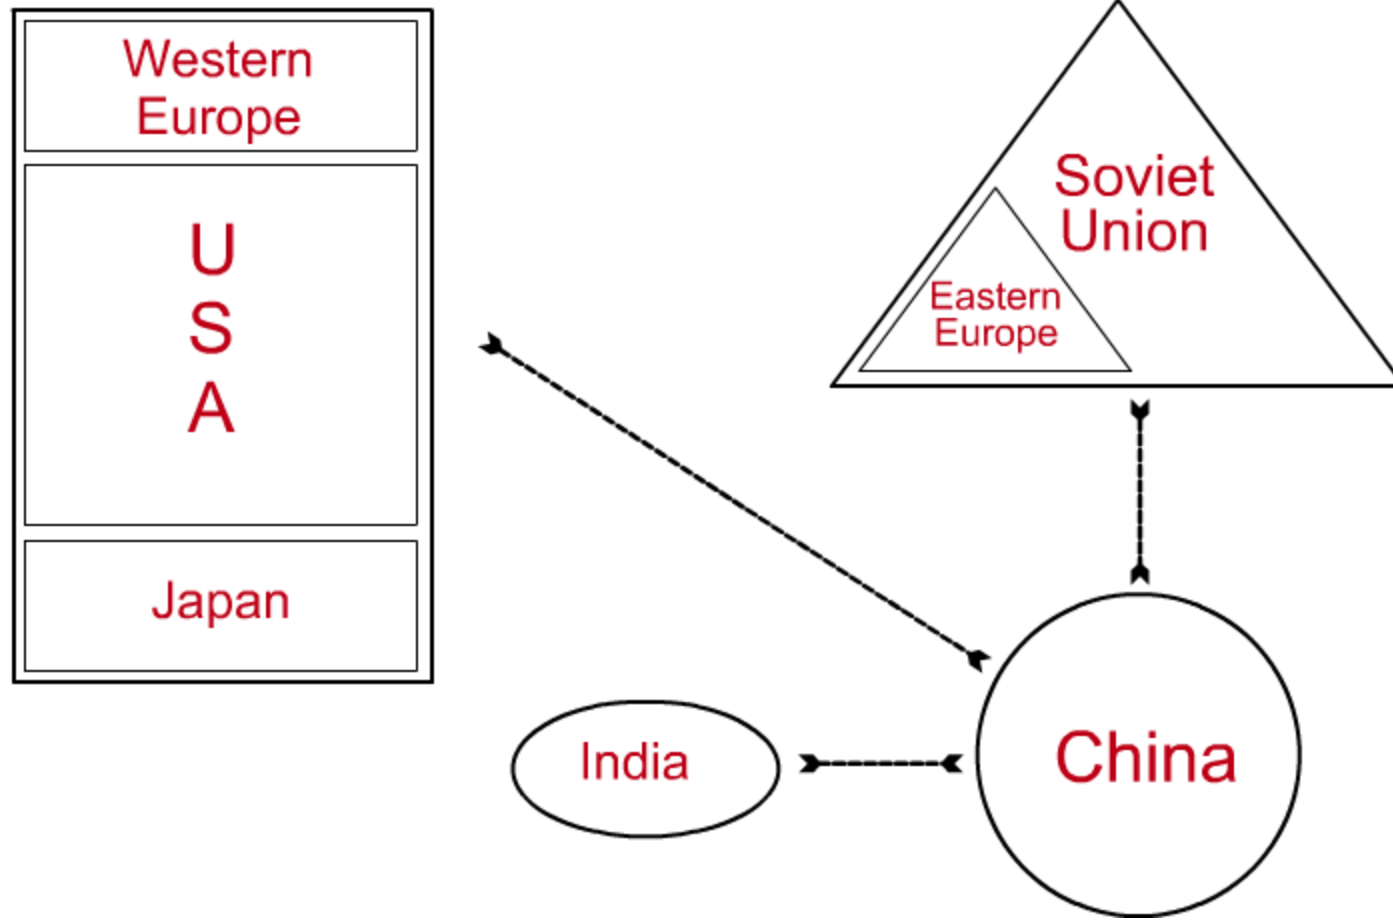 Western
Europe
U
S
A
Japan
Soviet
Union
Eastern
Europe
India
China